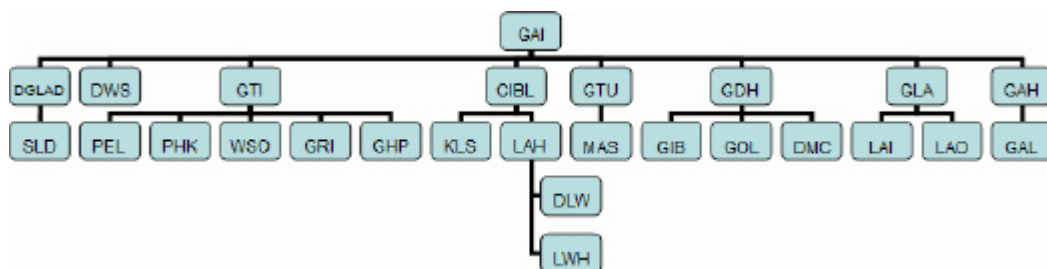 GAI
DGLAD DWS GTI CIBL GTU GDH GLA GAH
SLD PEL PHK WSO GRI GHP KLS LAH MAS GIB GOL DMC LAI LAO GAL
DLW
LWH